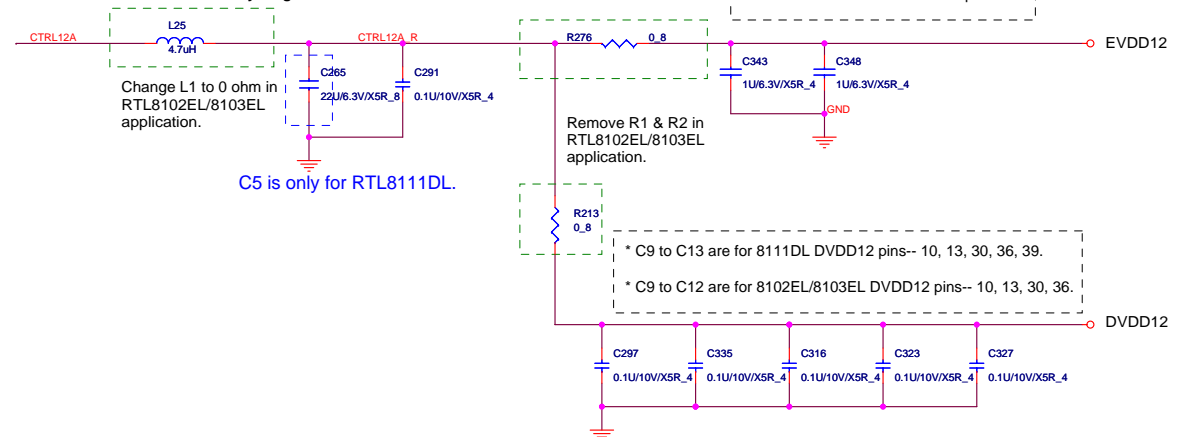 L25
CTRL12A
4.7uH
CTRL12A_R
R276
0_8
EVDD12
Change L1 to 0 ohm in
RTL8102EL/8103EL
application.
C265
22U/6.3V/X5R_8
C291
0.1U/10V/X5R_4
C343
1U/6.3V/X5R_4
C348
1U/6.3V/X5R_4
GND
C5 is only for RTL8111DL.
Remove R1 & R2 in
RTL8102EL/8103EL
application.
R213
0_8
* C9 to C13 are for 8111DL DVDD12 pins-- 10, 13, 30, 36, 39.
* C9 to C12 are for 8102EL/8103EL DVDD12 pins-- 10, 13, 30, 36.
DVDD12
C297
0.1U/10V/X5R_4
C335
0.1U/10V/X5R_4
C316
0.1U/10V/X5R_4
C323
0.1U/10V/X5R_4
C327
0.1U/10V/X5R_4